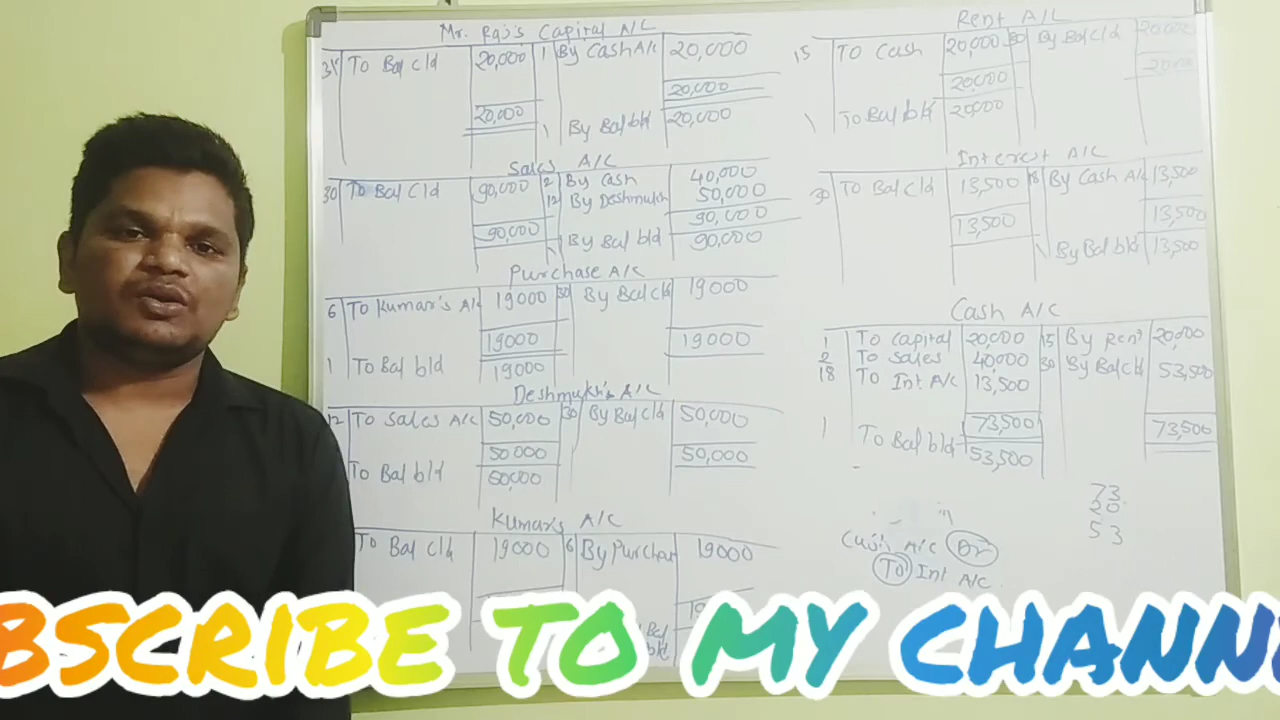 Mr. Raj's Capital A/C
31 To Bal c/d 20,000 1 By Cash A/c 20,000
20,000
20,000
1 By Bal b/d 20,000
Sales A/C
30 To Bal C/d 90,000 2 By Cash 40,000
12 By Deshmukh 50,000
90,000
90,000
By Bal b/d 90,000
Purchase A/C
6 To Kumar's A/c 19000 30 By Bal c/d 19000
19000 19000
1 To Bal b/d 19000
Deshmukh's A/C
12 To Sales A/C 50,000 30 By Bal c/d 50,000
50,000 50,000
To Bal b/d 50,000
Kumar's A/C
To Bal c/d 19000 6 By Purchas 19000
Bal
b/d
Rent A/C
15 To Cash 20,000 30 By Bal c/d 20,000
20,000 20,000
To Bal b/d 20,000
Interest A/C
30 To Bal c/d 13,500 18 By Cash A/c 13,500
13,500 13,500
By Bal b/d 13,500
Cash A/C
1 To Capital 20,000 15 By Rent 20,000
2 To Sales 40,000 30 By Bal c/d 53,500
18 To Int A/C 13,500
73,500 73,500
1 To Bal b/d 53,500
73
20
53
Cash A/C Dr
To Int A/C.
BSCRIBE TO MY CHANN